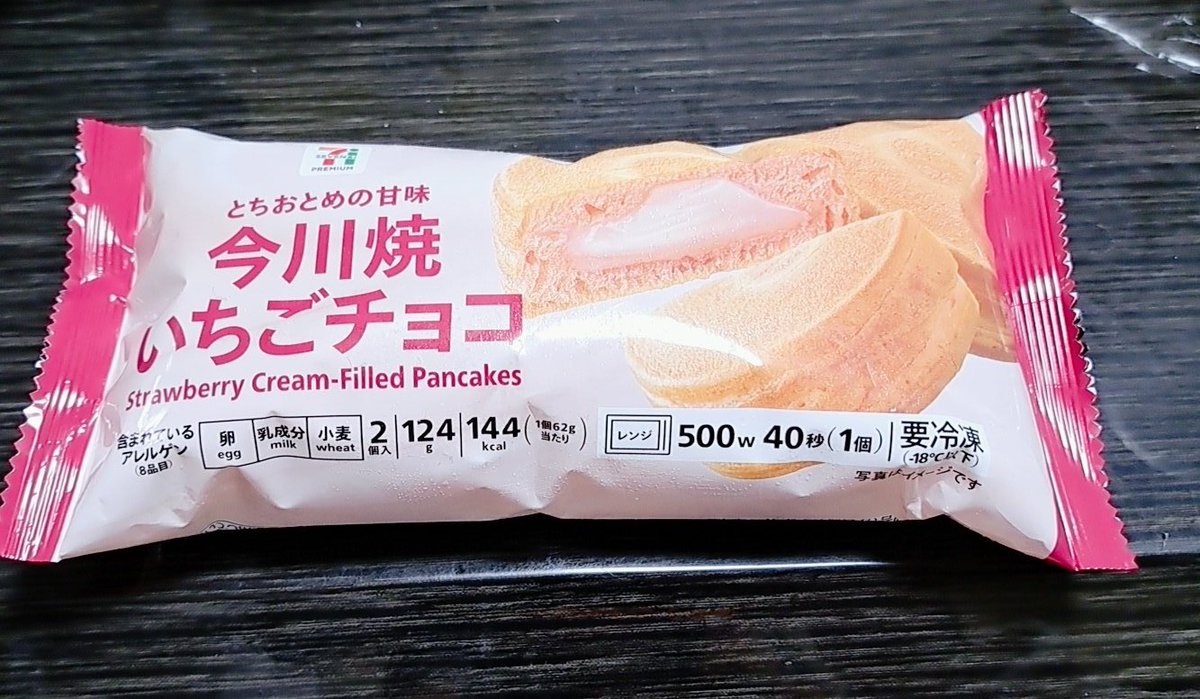 SEVEN&i
PREMIUM
とちおとめの甘味
今川焼
いちごチョコ
Strawberry Cream-Filled Pancakes
含まれている
アレルゲン
(8品目)
卵
egg
乳成分
milk
小麦
wheat
2
個入
124
g
144
kcal
(1個62g
当たり)
レンジ
500w 40秒(1個)
要冷凍
(-18℃以下)
写真はイメージです